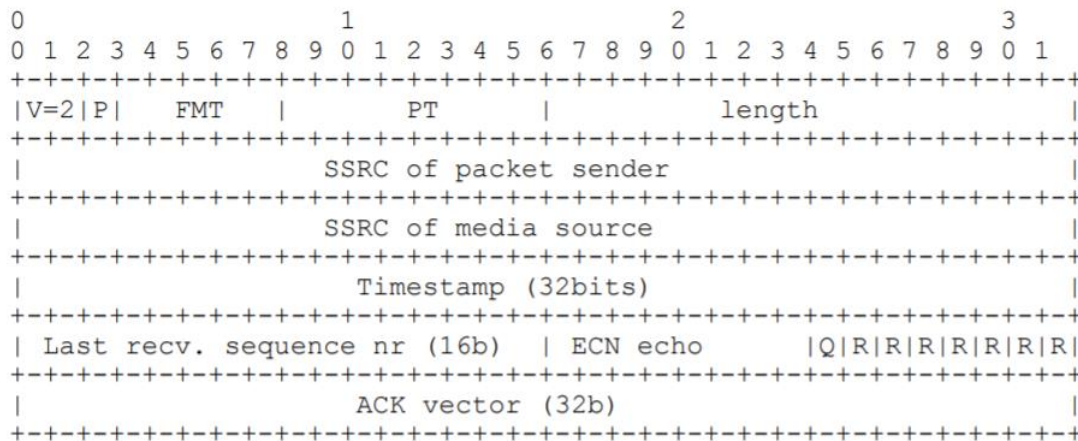 0                   1                   2                   3
0 1 2 3 4 5 6 7 8 9 0 1 2 3 4 5 6 7 8 9 0 1 2 3 4 5 6 7 8 9 0 1
+-+-+-+-+-+-+-+-+-+-+-+-+-+-+-+-+-+-+-+-+-+-+-+-+-+-+-+-+-+-+-+-+
|V=2|P|   FMT   |       PT      |          length               |
+-+-+-+-+-+-+-+-+-+-+-+-+-+-+-+-+-+-+-+-+-+-+-+-+-+-+-+-+-+-+-+-+
|                  SSRC of packet sender                        |
+-+-+-+-+-+-+-+-+-+-+-+-+-+-+-+-+-+-+-+-+-+-+-+-+-+-+-+-+-+-+-+-+
|                  SSRC of media source                         |
+-+-+-+-+-+-+-+-+-+-+-+-+-+-+-+-+-+-+-+-+-+-+-+-+-+-+-+-+-+-+-+-+
|                    Timestamp (32bits)                         |
+-+-+-+-+-+-+-+-+-+-+-+-+-+-+-+-+-+-+-+-+-+-+-+-+-+-+-+-+-+-+-+-+
| Last recv. sequence nr (16b)  | ECN echo      |Q|R|R|R|R|R|R|R|
+-+-+-+-+-+-+-+-+-+-+-+-+-+-+-+-+-+-+-+-+-+-+-+-+-+-+-+-+-+-+-+-+
|                    ACK vector (32b)                           |
+-+-+-+-+-+-+-+-+-+-+-+-+-+-+-+-+-+-+-+-+-+-+-+-+-+-+-+-+-+-+-+-+